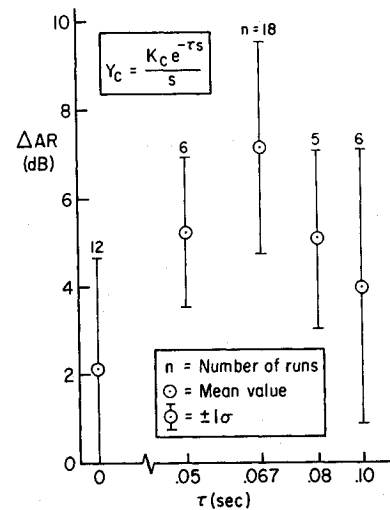 10
n=18
Y_C = K_C e^{-τs} / s
8
ΔAR
(dB)
6
6
5
6
12
4
2
n = Number of runs
⊙ = Mean value
= ±1σ
0
0
.05
.067
.08
.10
τ(sec)